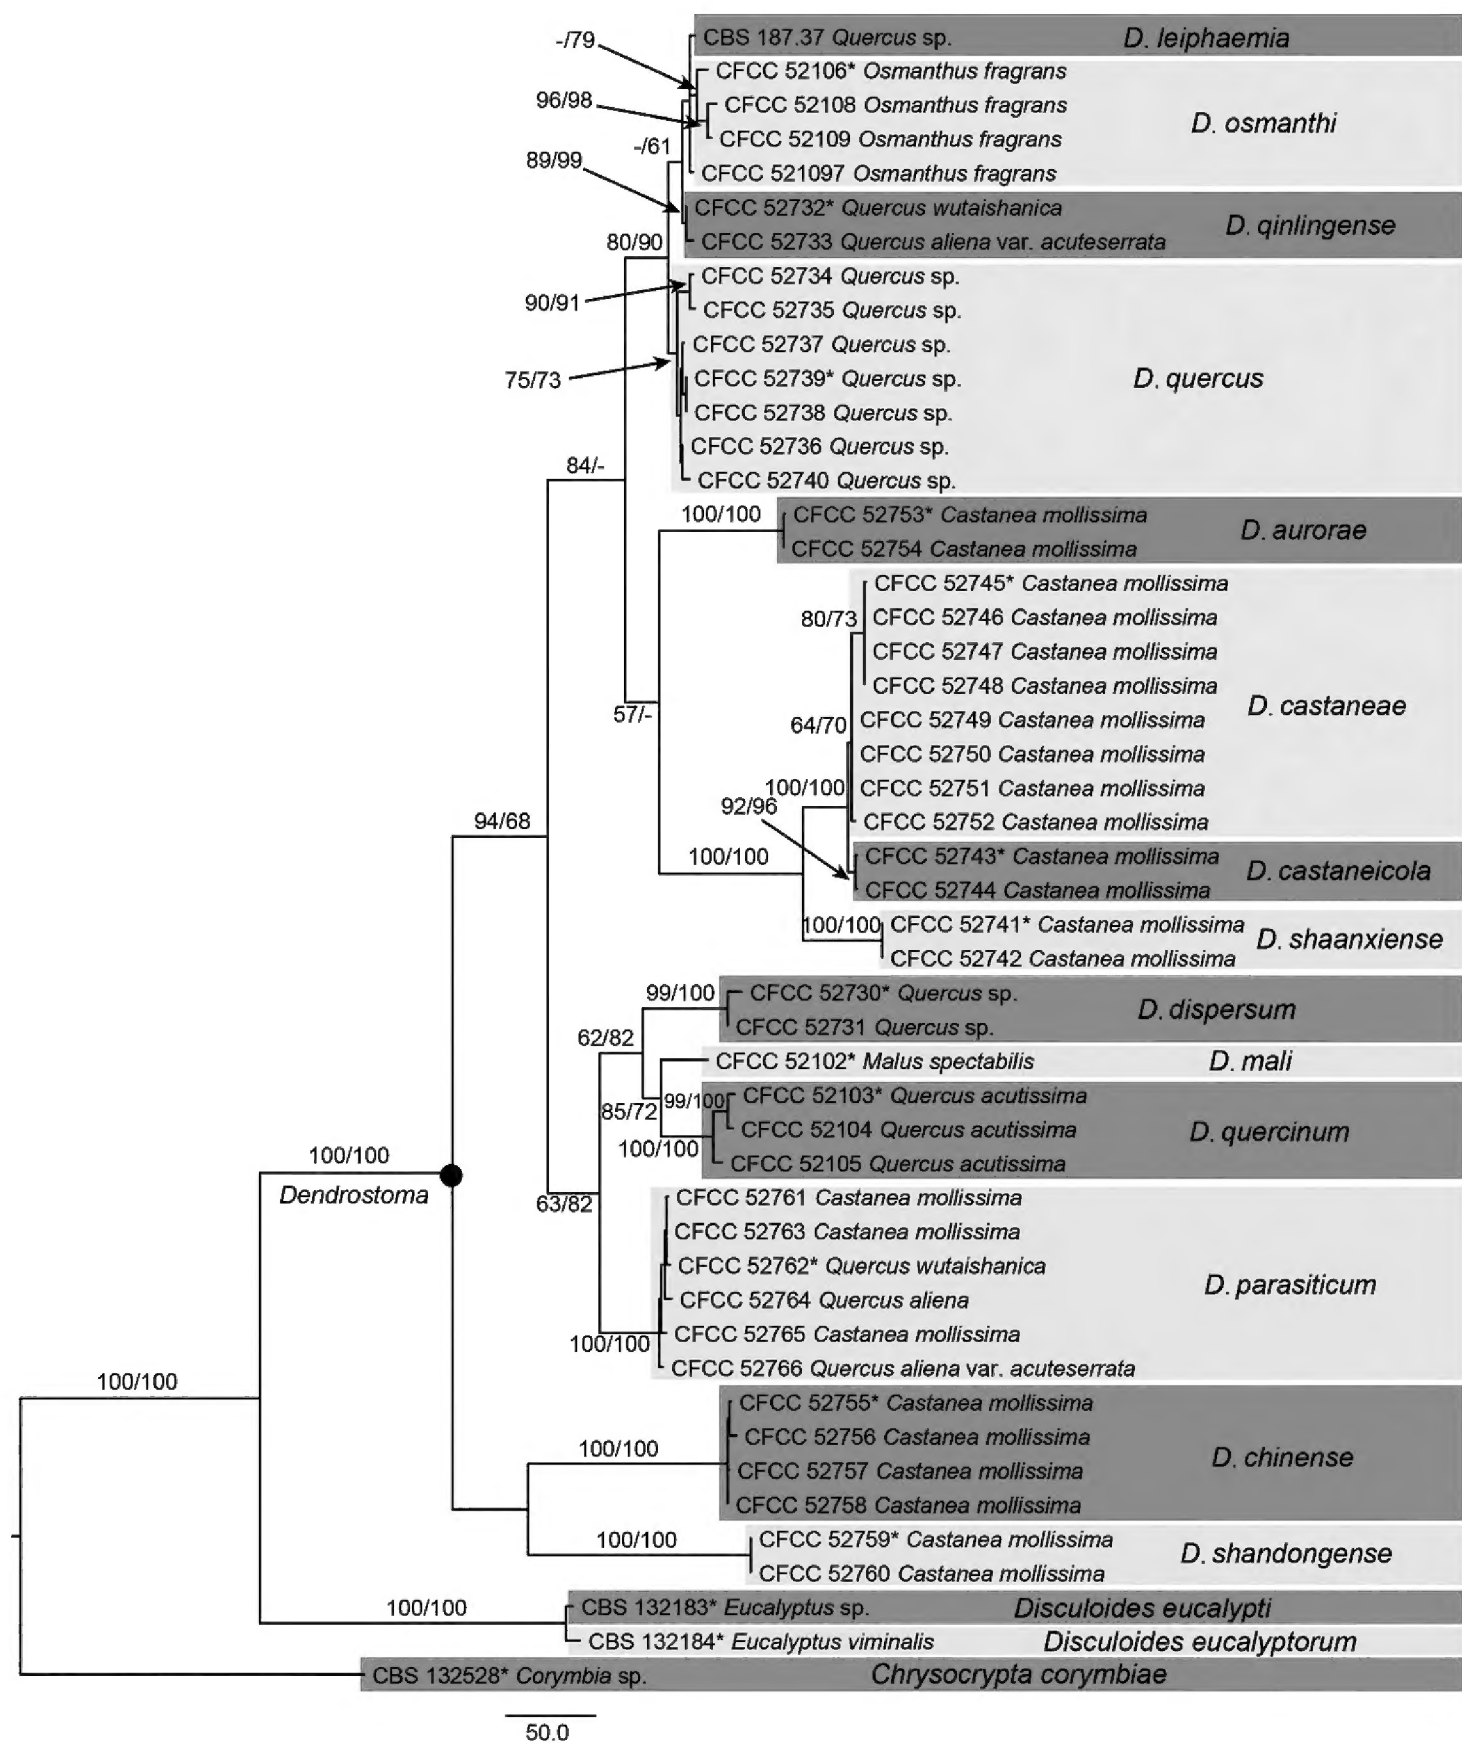 CBS 187.37 Quercus sp. D. leiphaemia
-/79
CFCC 52106* Osmanthus fragrans
96/98
CFCC 52108 Osmanthus fragrans
D. osmanthi
CFCC 52109 Osmanthus fragrans
-/61
89/99
CFCC 521097 Osmanthus fragrans
CFCC 52732* Quercus wutaishanica
D. qinlingense
80/90
CFCC 52733 Quercus aliena var. acuteserrata
CFCC 52734 Quercus sp.
90/91
CFCC 52735 Quercus sp.
CFCC 52737 Quercus sp.
75/73
CFCC 52739* Quercus sp.
D. quercus
CFCC 52738 Quercus sp.
CFCC 52736 Quercus sp.
84/-
CFCC 52740 Quercus sp.
100/100
CFCC 52753* Castanea mollissima
D. aurorae
CFCC 52754 Castanea mollissima
CFCC 52745* Castanea mollissima
80/73
CFCC 52746 Castanea mollissima
CFCC 52747 Castanea mollissima
CFCC 52748 Castanea mollissima
D. castaneae
57/-
64/70
CFCC 52749 Castanea mollissima
CFCC 52750 Castanea mollissima
100/100
CFCC 52751 Castanea mollissima
92/96
94/68
CFCC 52752 Castanea mollissima
100/100
CFCC 52743* Castanea mollissima
D. castaneicola
CFCC 52744 Castanea mollissima
100/100
CFCC 52741* Castanea mollissima
D. shaanxiense
CFCC 52742 Castanea mollissima
99/100
CFCC 52730* Quercus sp.
D. dispersum
CFCC 52731 Quercus sp.
62/82
CFCC 52102* Malus spectabilis D. mali
99/100
CFCC 52103* Quercus acutissima
85/72
CFCC 52104 Quercus acutissima
D. quercinum
100/100
CFCC 52105 Quercus acutissima
100/100
Dendrostoma
63/82
CFCC 52761 Castanea mollissima
CFCC 52763 Castanea mollissima
CFCC 52762* Quercus wutaishanica
D. parasiticum
CFCC 52764 Quercus aliena
CFCC 52765 Castanea mollissima
100/100
CFCC 52766 Quercus aliena var. acuteserrata
100/100
CFCC 52755* Castanea mollissima
CFCC 52756 Castanea mollissima
100/100
D. chinense
CFCC 52757 Castanea mollissima
CFCC 52758 Castanea mollissima
100/100
CFCC 52759* Castanea mollissima
D. shandongense
CFCC 52760 Castanea mollissima
100/100
CBS 132183* Eucalyptus sp. Disculoides eucalypti
CBS 132184* Eucalyptus viminalis Disculoides eucalyptorum
CBS 132528* Corymbia sp. Chrysocrypta corymbiae
50.0